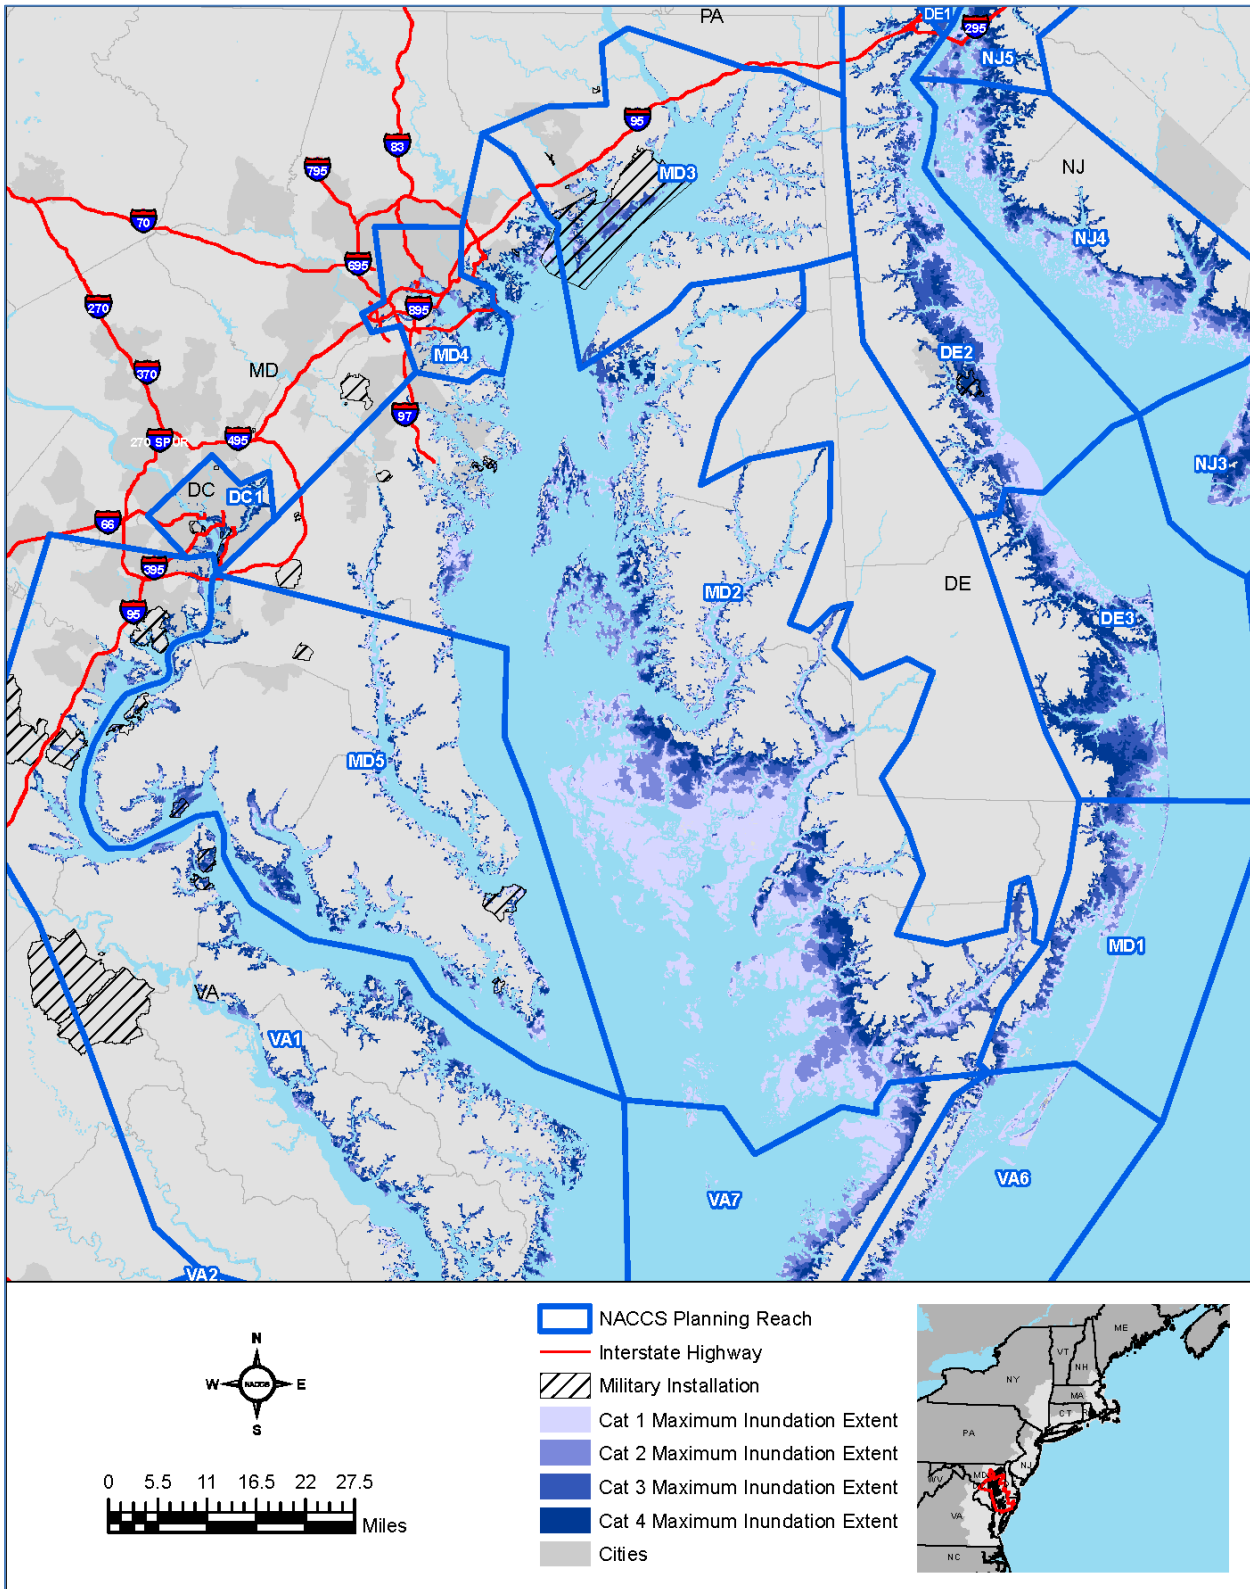 PA
DE1
295
NJ5
95
83
MD3
795
NJ
70
NJ4
695
270
895
MD4
DE2
370
MD
97
270 SP UR
495
NJ3
DC
DC1
66
395
DE
MD2
95
DE3
MD5
MD1
VA
VA1
VA6
VA7
VA2
N
W
NACCS
E
S
0 5.5 11 16.5 22 27.5
Miles
NACCS Planning Reach
Interstate Highway
Military Installation
Cat 1 Maximum Inundation Extent
Cat 2 Maximum Inundation Extent
Cat 3 Maximum Inundation Extent
Cat 4 Maximum Inundation Extent
Cities
ME
VT
NH
NY
MA
CT
PA
NJ
WV
MD
VA
NC